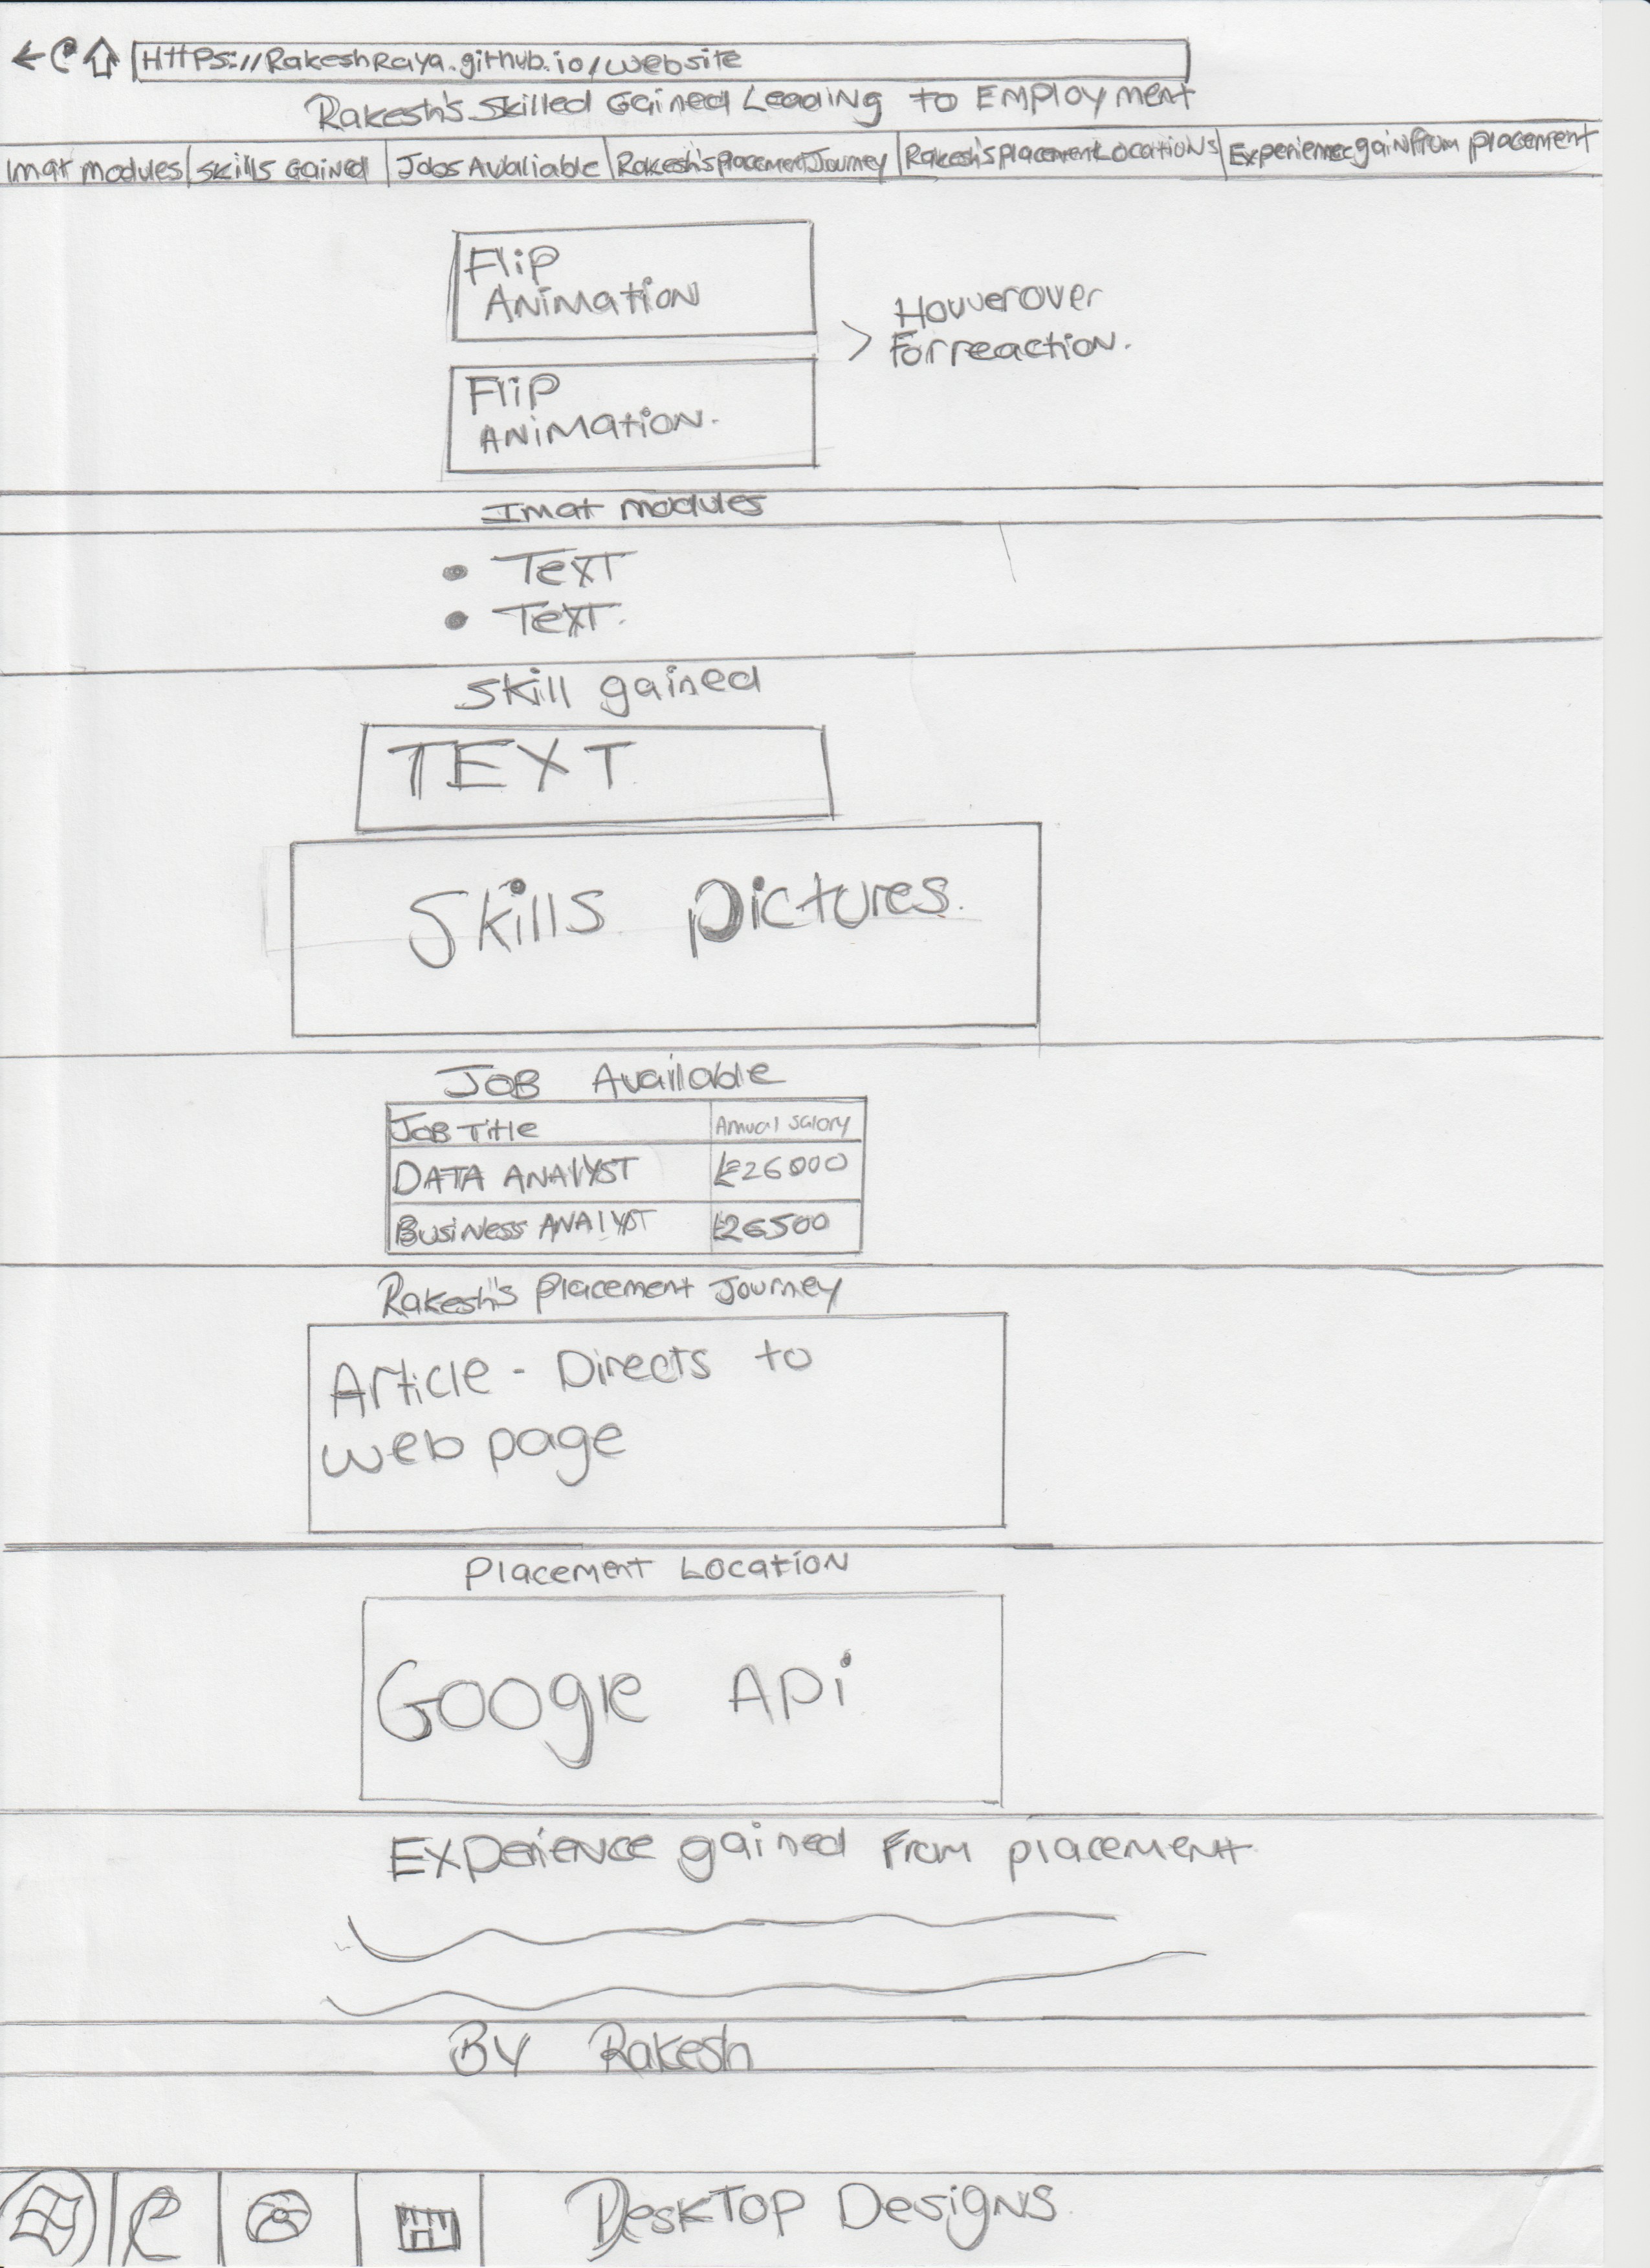 HttPs://RakeshRaya.github.io/website
Rakesh's Skilled Gained Leading to Employment
Imat modules Skills Gained Jobs Avaliable Rakesh's Placement Journey Rakesh's placement Locations Experience gain from placement
Flip
Animation
Houverover
For reaction.
Flip
Animation.
Imat modules
• Text
• Text.
Skill gained
TEXT
Skills pictures.
JOB Available
JOB Title Annual Salary
DATA ANALYST £26000
Business ANALYST £26500
Rakesh's Placement Journey
Article - Directs to
web page
Placement Location
Google Api
Experience gained From placement
BY Rakesh
Desktop Designs